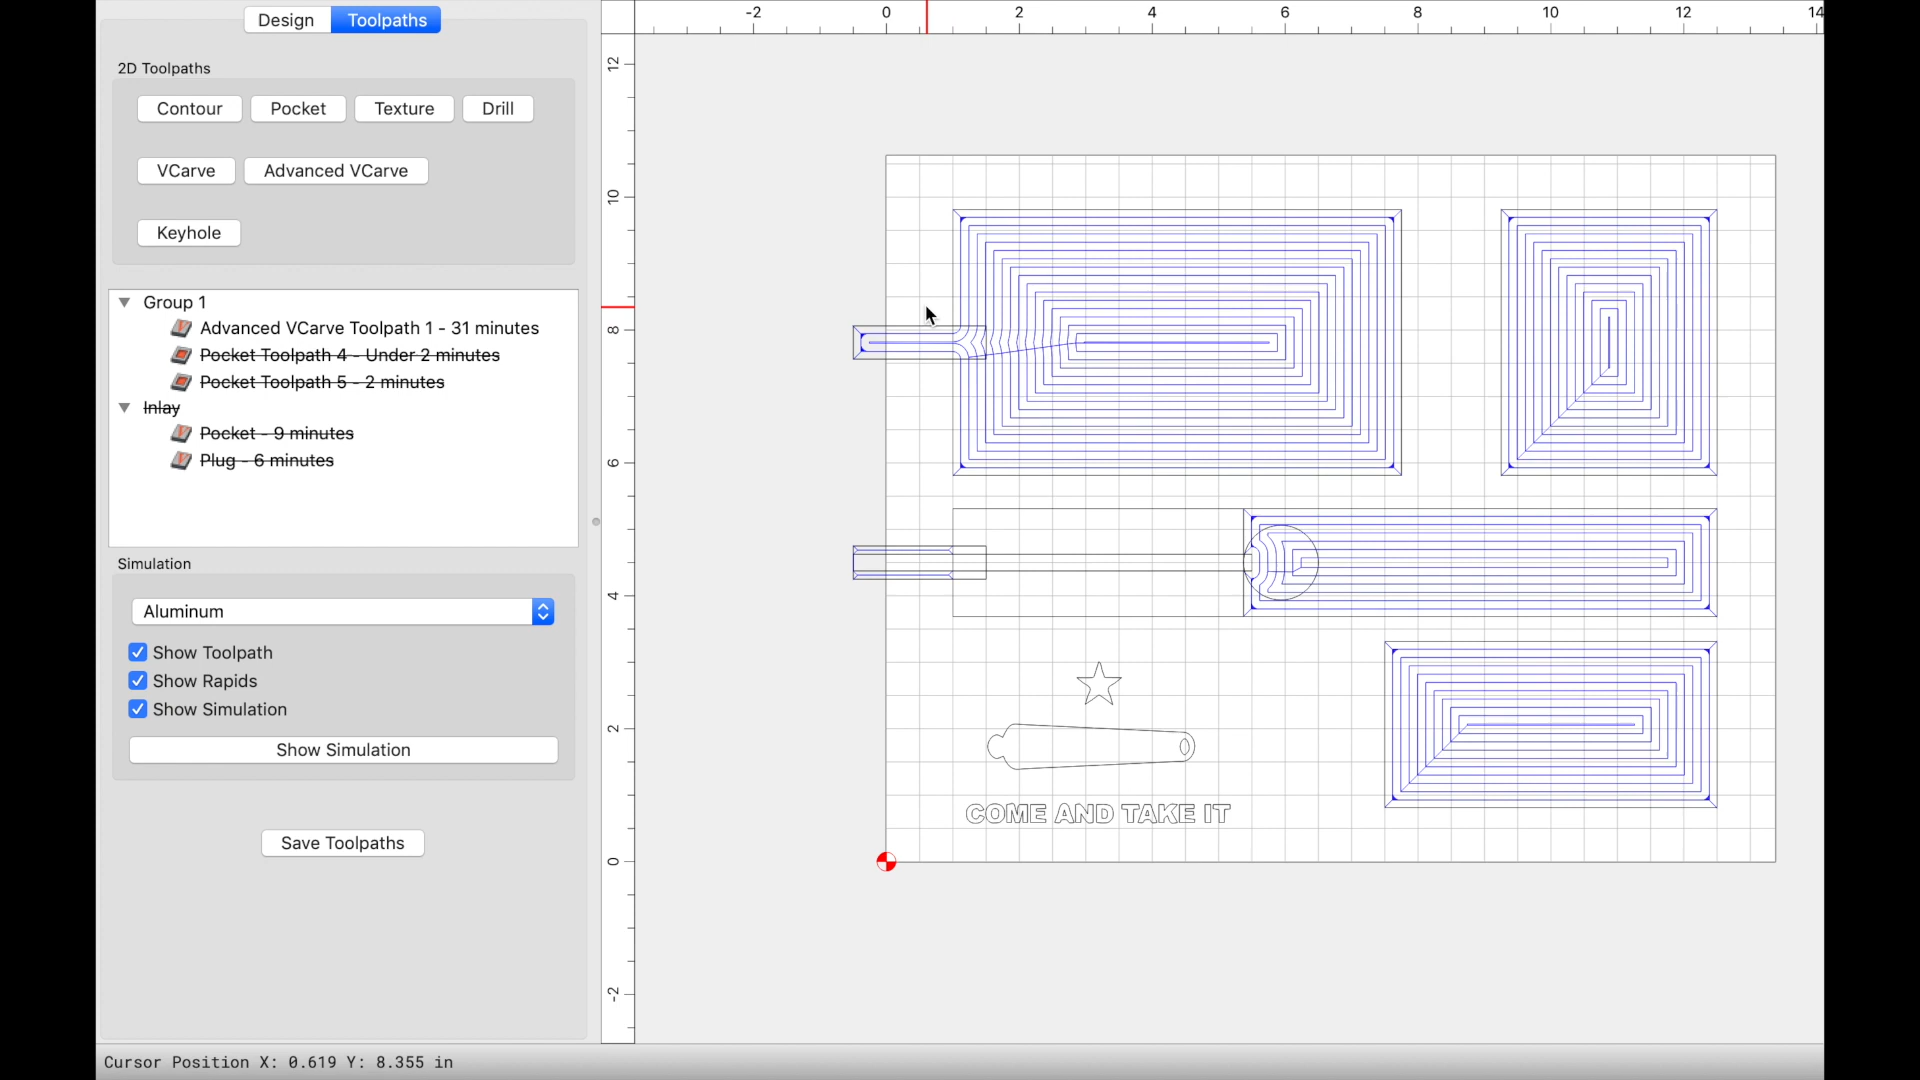 Design Toolpaths
-2 0 2 4 6 8 10 12 14
2D Toolpaths
Contour Pocket Texture Drill
VCarve Advanced VCarve
Keyhole
Group 1
Advanced VCarve Toolpath 1 - 31 minutes
Pocket Toolpath 4 - Under 2 minutes
Pocket Toolpath 5 - 2 minutes
Inlay
Pocket - 9 minutes
Plug - 6 minutes
Simulation
Aluminum
Show Toolpath
Show Rapids
Show Simulation
Show Simulation
Save Toolpaths
12
10
8
6
4
2
0
-2
COME AND TAKE IT
Cursor Position X: 0.619 Y: 8.355 in